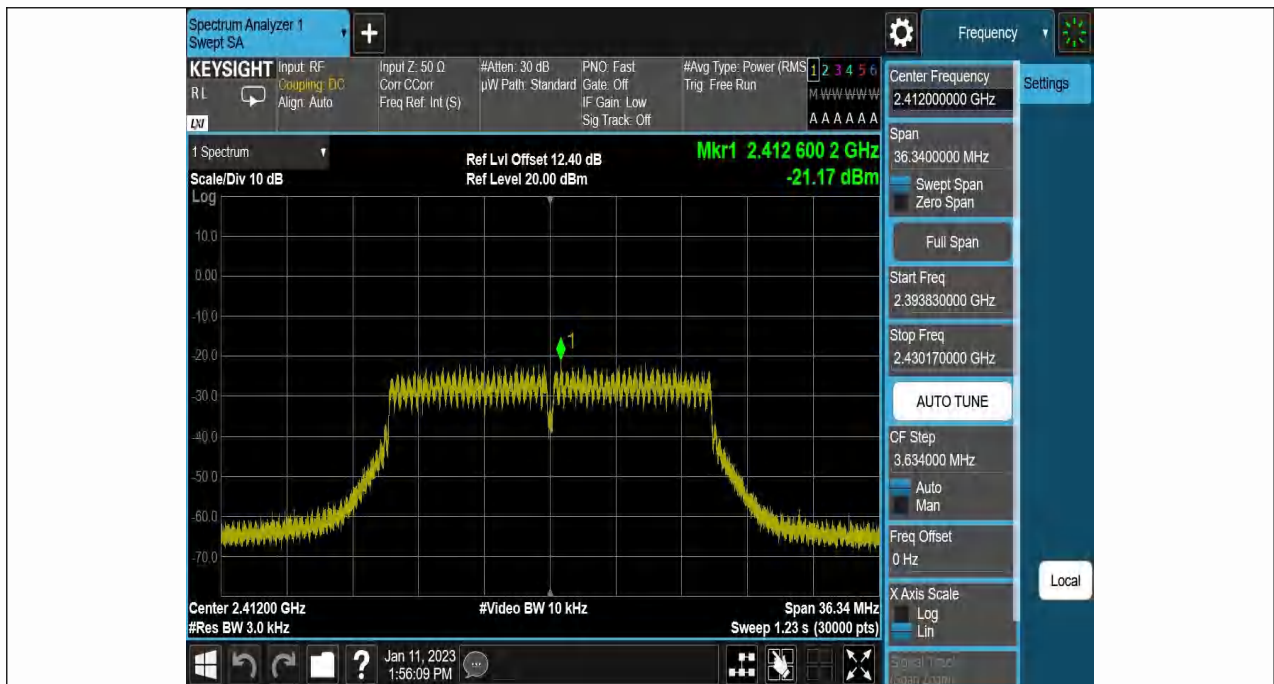 Spectrum Analyzer 1
Swept SA
+
Frequency
KEYSIGHT
RL
LXI
Input: RF
Coupling: DC
Align: Auto
Input Z: 50 Ω
Corr CCorr
Freq Ref: Int (S)
#Atten: 30 dB
µW Path: Standard
PNO: Fast
Gate: Off
IF Gain: Low
Sig Track: Off
#Avg Type: Power (RMS
Trig: Free Run
1 2 3 4 5 6
M W W W W W
A A A A A A
1 Spectrum
Scale/Div 10 dB
Log
Ref Lvl Offset 12.40 dB
Ref Level 20.00 dBm
Mkr1 2.412 600 2 GHz
-21.17 dBm
10.0
0.00
-10.0
-20.0
-30.0
-40.0
-50.0
-60.0
-70.0
1
Center 2.41200 GHz
#Res BW 3.0 kHz
#Video BW 10 kHz
Span 36.34 MHz
Sweep 1.23 s (30000 pts)
Center Frequency
2.412000000 GHz
Settings
Span
36.3400000 MHz
Swept Span
Zero Span
Full Span
Start Freq
2.393830000 GHz
Stop Freq
2.430170000 GHz
AUTO TUNE
CF Step
3.634000 MHz
Auto
Man
Freq Offset
0 Hz
X Axis Scale
Log
Lin
Signal Track
(Span Zoom)
Local
?
Jan 11, 2023
1:56:09 PM